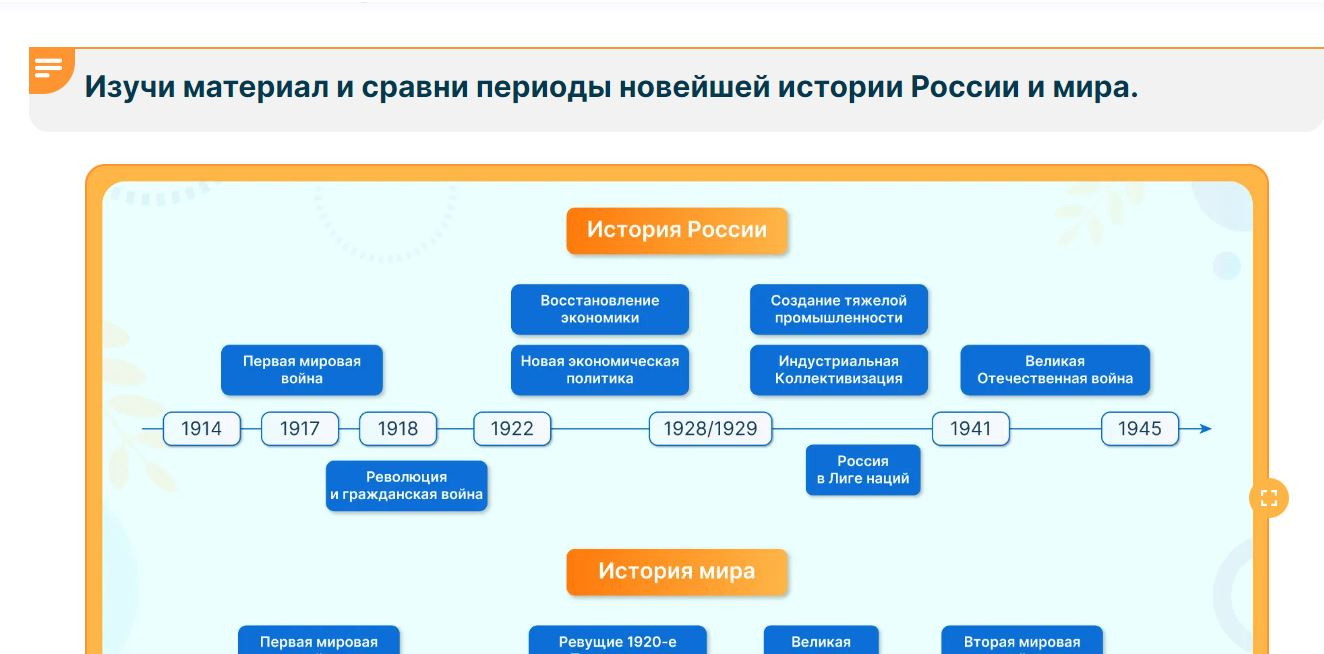 Изучи материал и сравни периоды новейшей истории России и мира.
История России
Восстановление
экономики
Создание тяжелой
промышленности
Первая мировая
война
Новая экономическая
политика
Индустриальная
Коллективизация
Великая
Отечественная война
1914
1917
1918
1922
1928/1929
1941
1945
Революция
и гражданская война
Россия
в Лиге наций
История мира
Первая мировая
Ревущие 1920-е
Великая
Вторая мировая